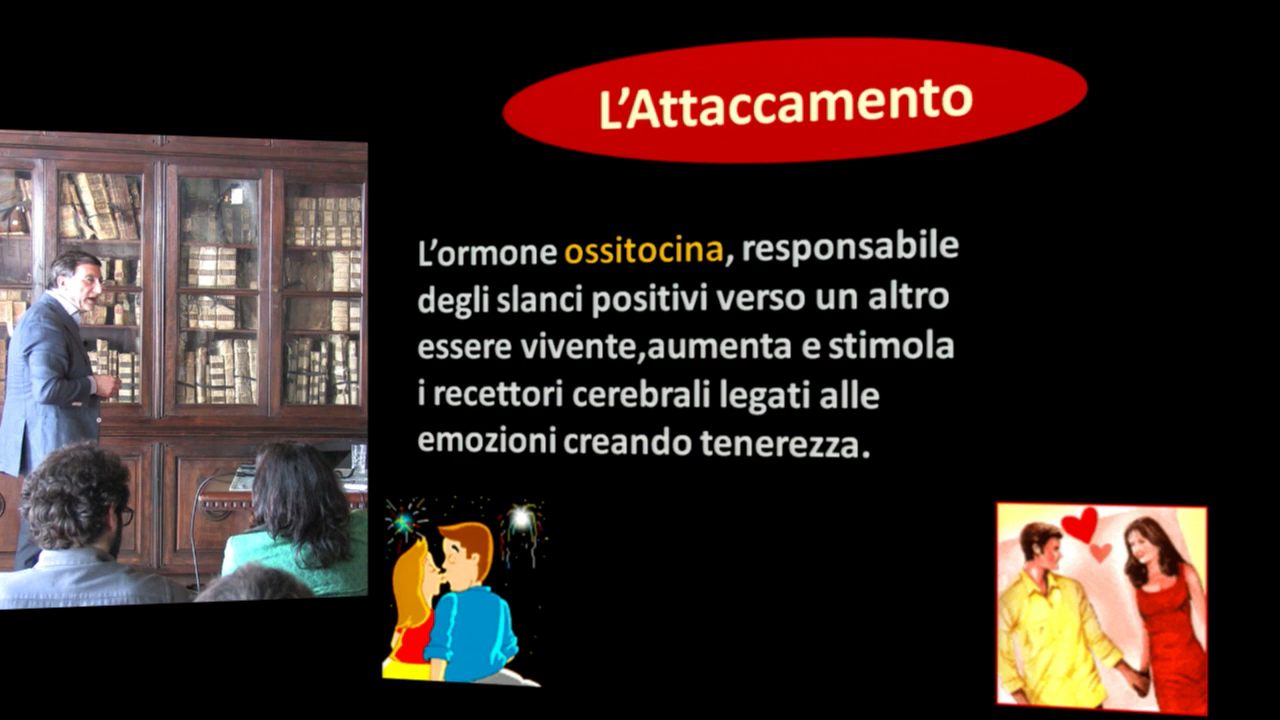 L'Attaccamento
L'ormone ossitocina, responsabile
degli slanci positivi verso un altro
essere vivente,aumenta e stimola
i recettori cerebrali legati alle
emozioni creando tenerezza.